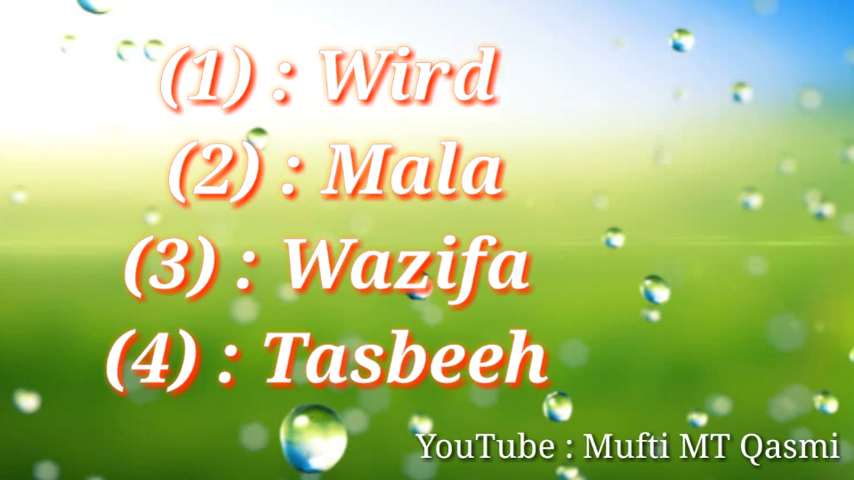 (1) : Wird
(2) : Mala
(3) : Wazifa
(4) : Tasbeeh
YouTube : Mufti MT Qasmi